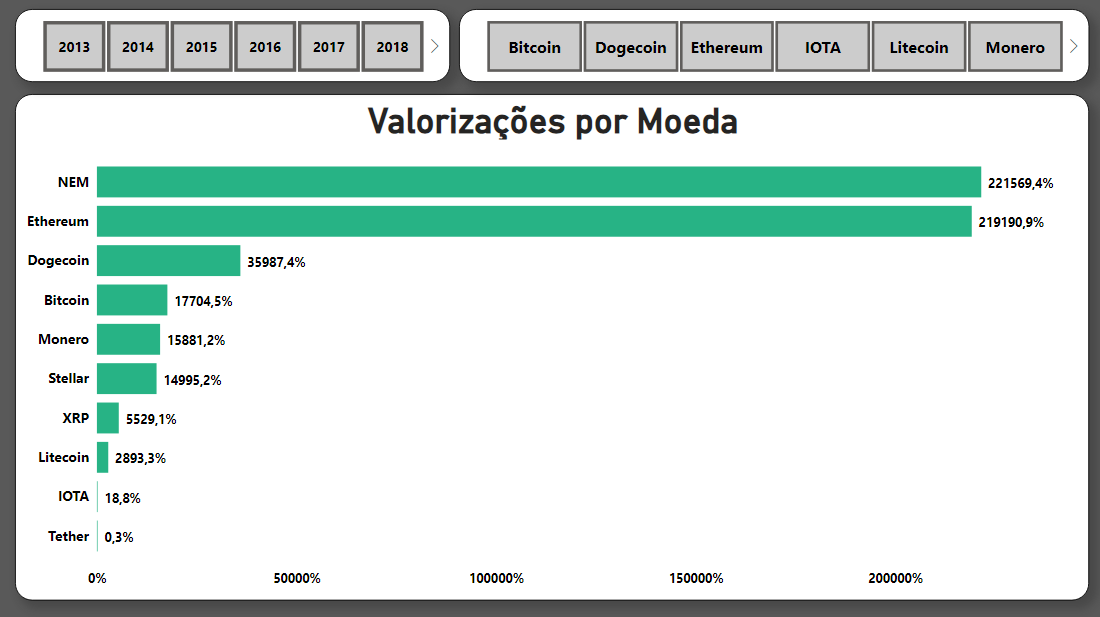 2013 2014 2015 2016 2017 2018
Bitcoin Dogecoin Ethereum IOTA Litecoin Monero
Valorizações por Moeda
NEM 221569,4%
Ethereum 219190,9%
Dogecoin 35987,4%
Bitcoin 17704,5%
Monero 15881,2%
Stellar 14995,2%
XRP 5529,1%
Litecoin 2893,3%
IOTA 18,8%
Tether 0,3%
0% 50000% 100000% 150000% 200000%